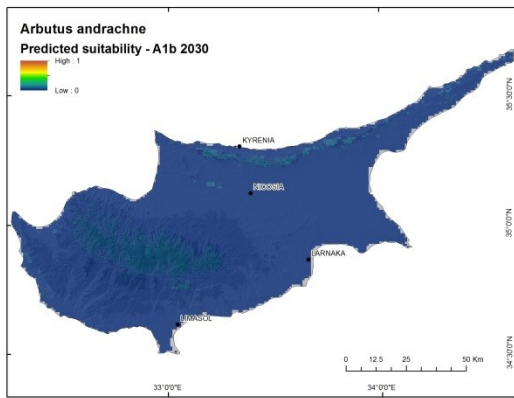 Arbutus andrachne
Predicted suitability - A1b 2030
High : 1
Low : 0
35°30'0"N
KYRENIA
NICOSIA
35°0'0"N
LARNAKA
LIMASOL
34°30'0"N
0 12.5 25 50 Km
33°0'0"E 34°0'0"E